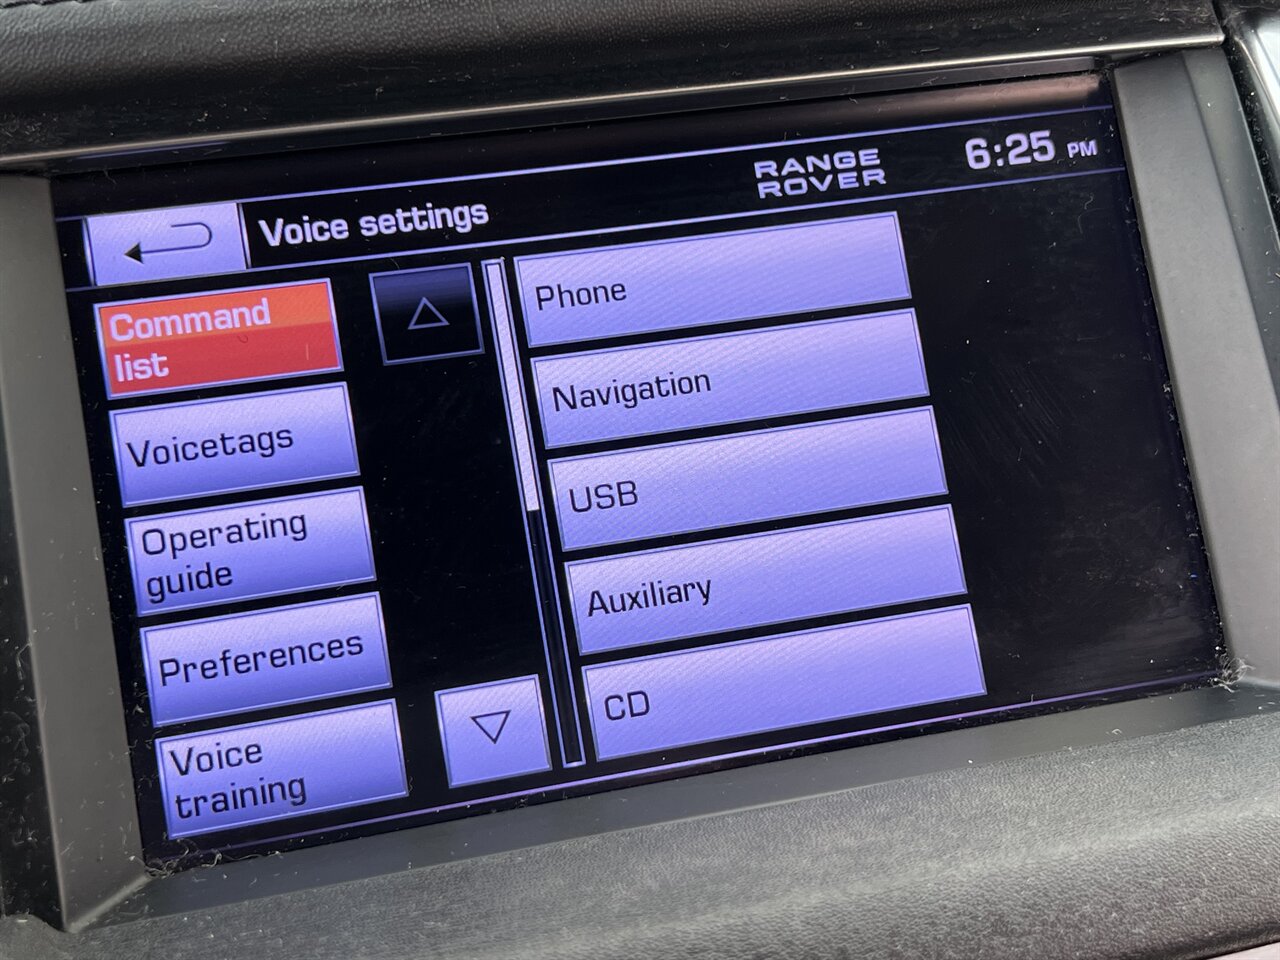 RANGE
ROVER
6:25 PM
Voice settings
Command
list
Voicetags
Operating
guide
Preferences
Voice
training
Phone
Navigation
USB
Auxiliary
CD